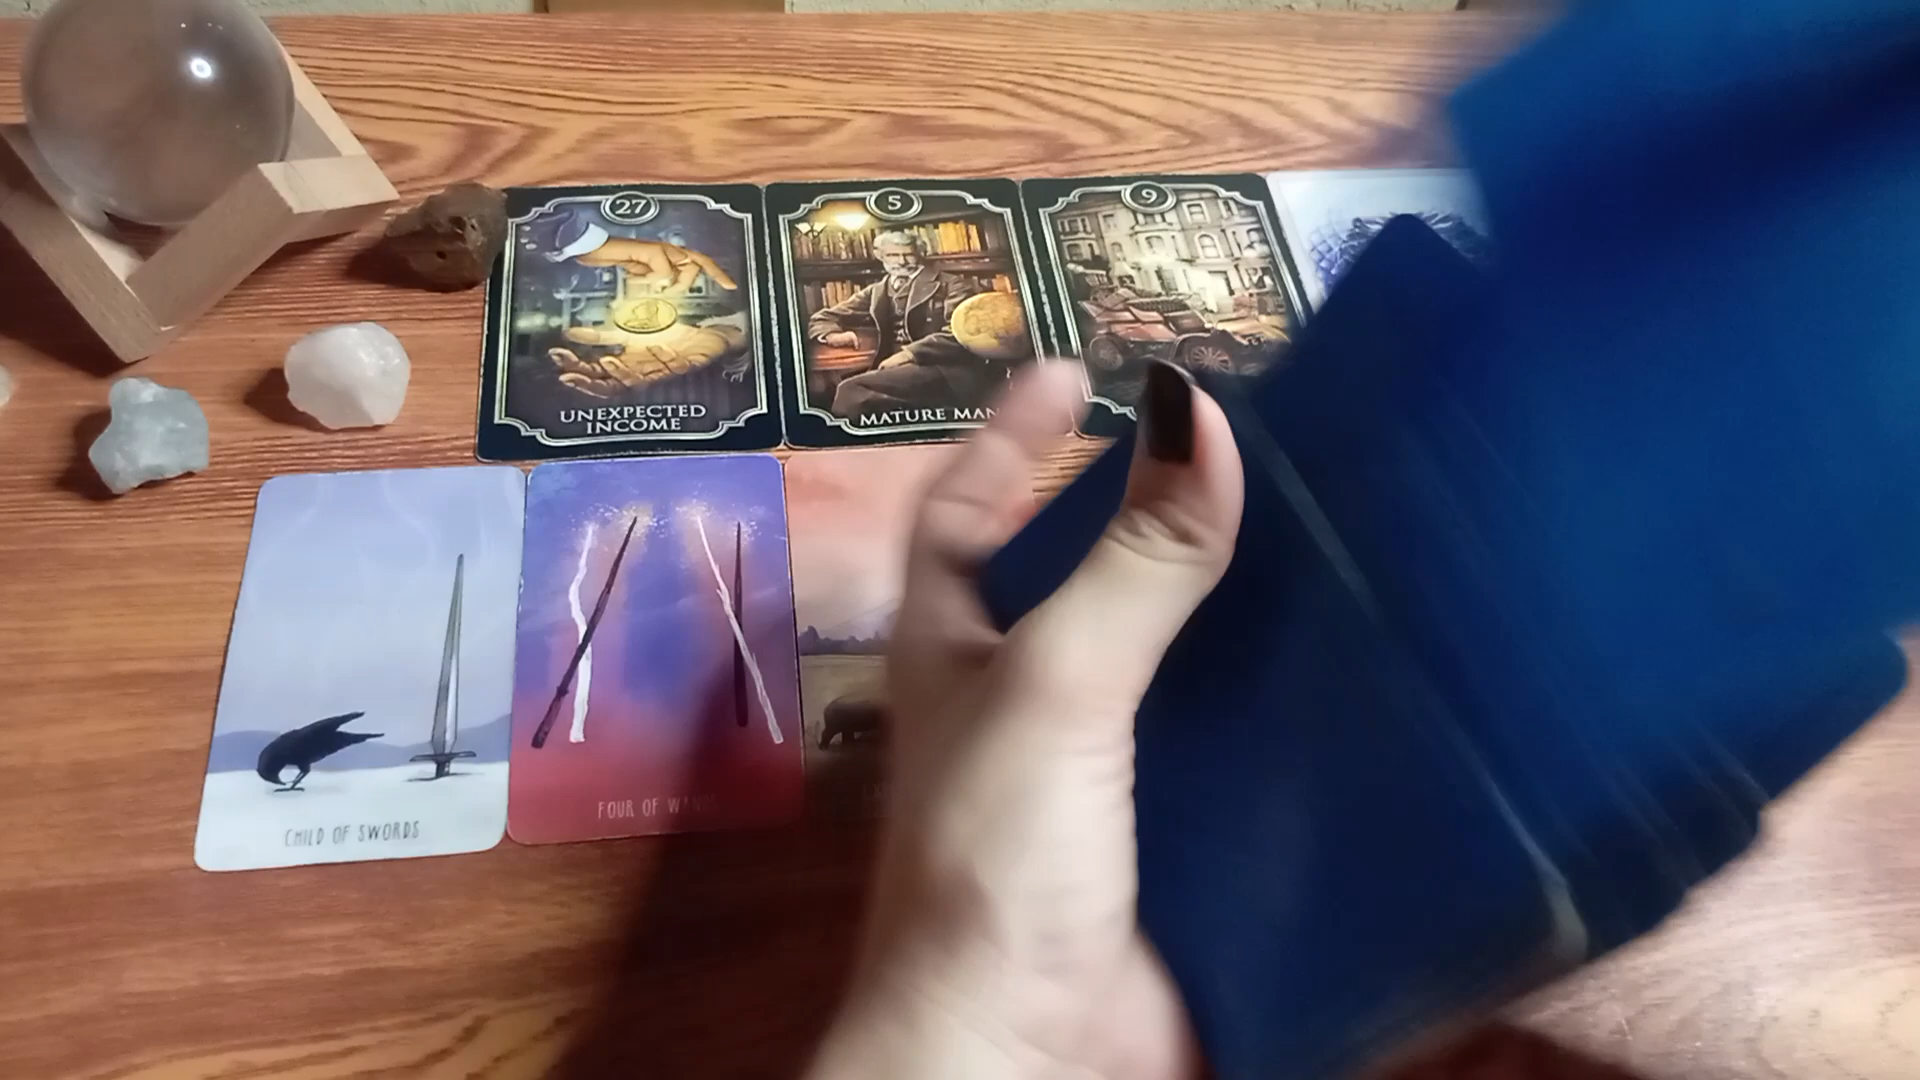 27
UNEXPECTED
INCOME
5
MATURE MAN
9
CHILD OF SWORDS
FOUR OF WANDS